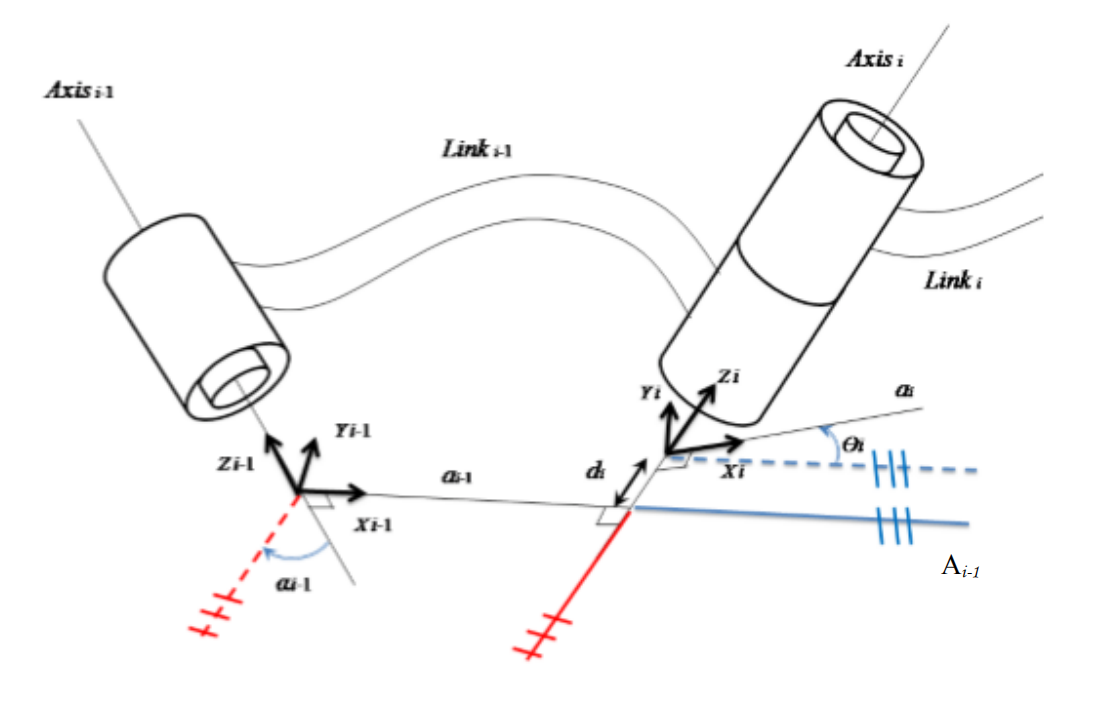 Axis i
Axis i-1
Link i-1
Link i
Zi
Yi
ai
Yi-1
Θi
Zi-1
ai-1
di
Xi
Xi-1
Ai-1
αi-1